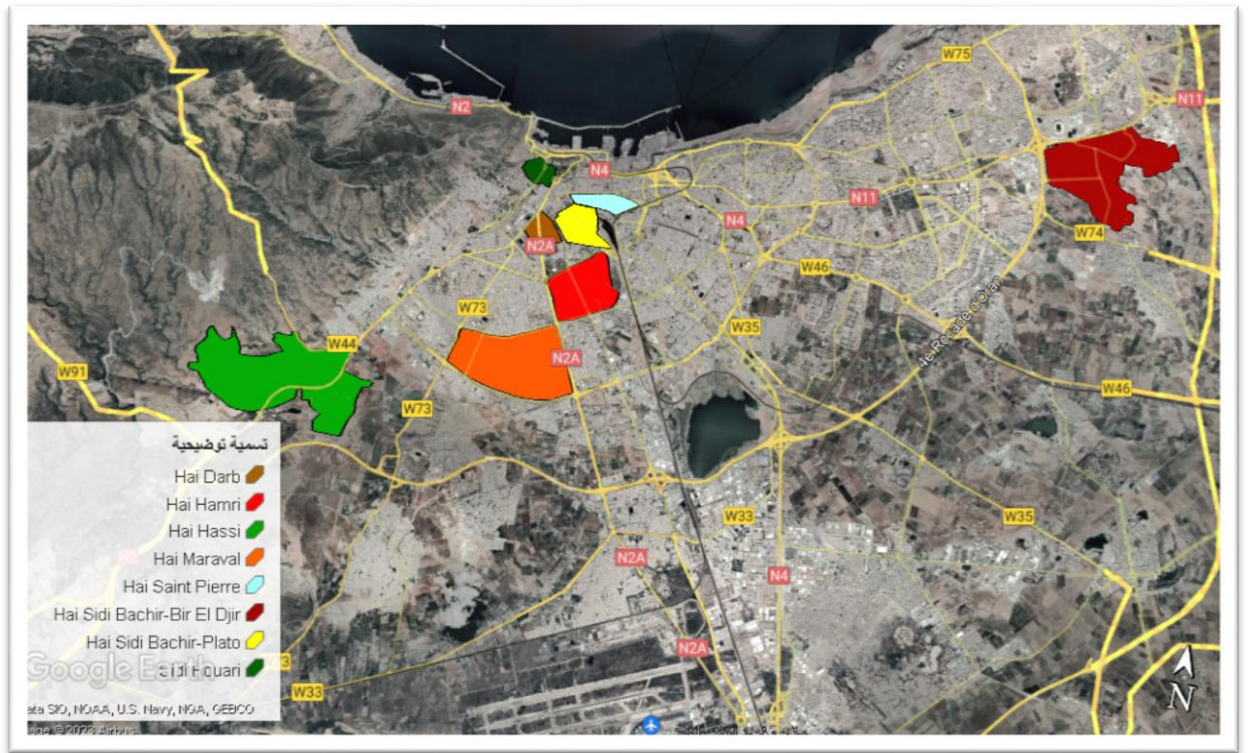 W75
N2
N11
N4
N11
N4
W74
N2A
W46
W73
W35
4e Rocade d'Oran
W44
N2A
W91
W46
W73
تسمية توضيحية
Hai Darb
Hai Hamri
Hai Hassi
Hai Maraval
Hai Saint Pierre
Hai Sidi Bachir-Bir El Djir
Hai Sidi Bachir-Plato
Sidi Houari
W33
W35
N2A
N4
N2
N2A
W33
Google Earth
SIO, NOAA, U.S. Navy, NGA, GEBCO
N